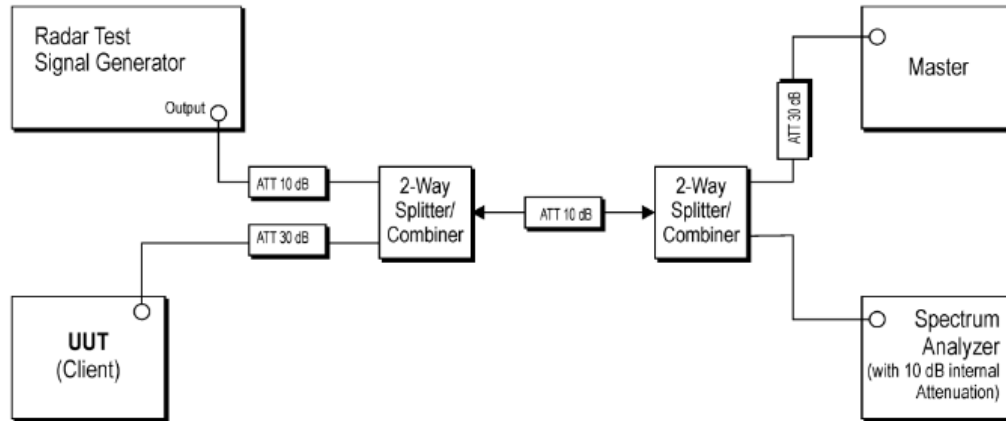 Radar Test
Signal Generator
Output
ATT 10 dB
ATT 30 dB
2-Way
Splitter/
Combiner
ATT 10 dB
2-Way
Splitter/
Combiner
ATT 30 dB
Master
UUT
(Client)
Spectrum
Analyzer
(with 10 dB internal
Attenuation)